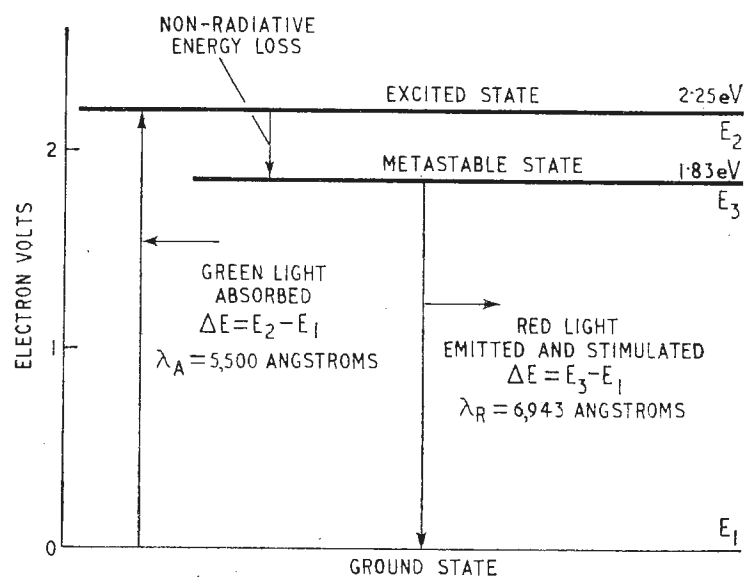 NON-RADIATIVE
ENERGY LOSS
EXCITED STATE 2·25eV
E₂
2
METASTABLE STATE 1·83eV
E₃
ELECTRON VOLTS
GREEN LIGHT
ABSORBED
ΔE=E₂-E₁
λA=5,500 ANGSTROMS
RED LIGHT
EMITTED AND STIMULATED
ΔE=E₃-E₁
λR=6,943 ANGSTROMS
1
E₁
0
GROUND STATE